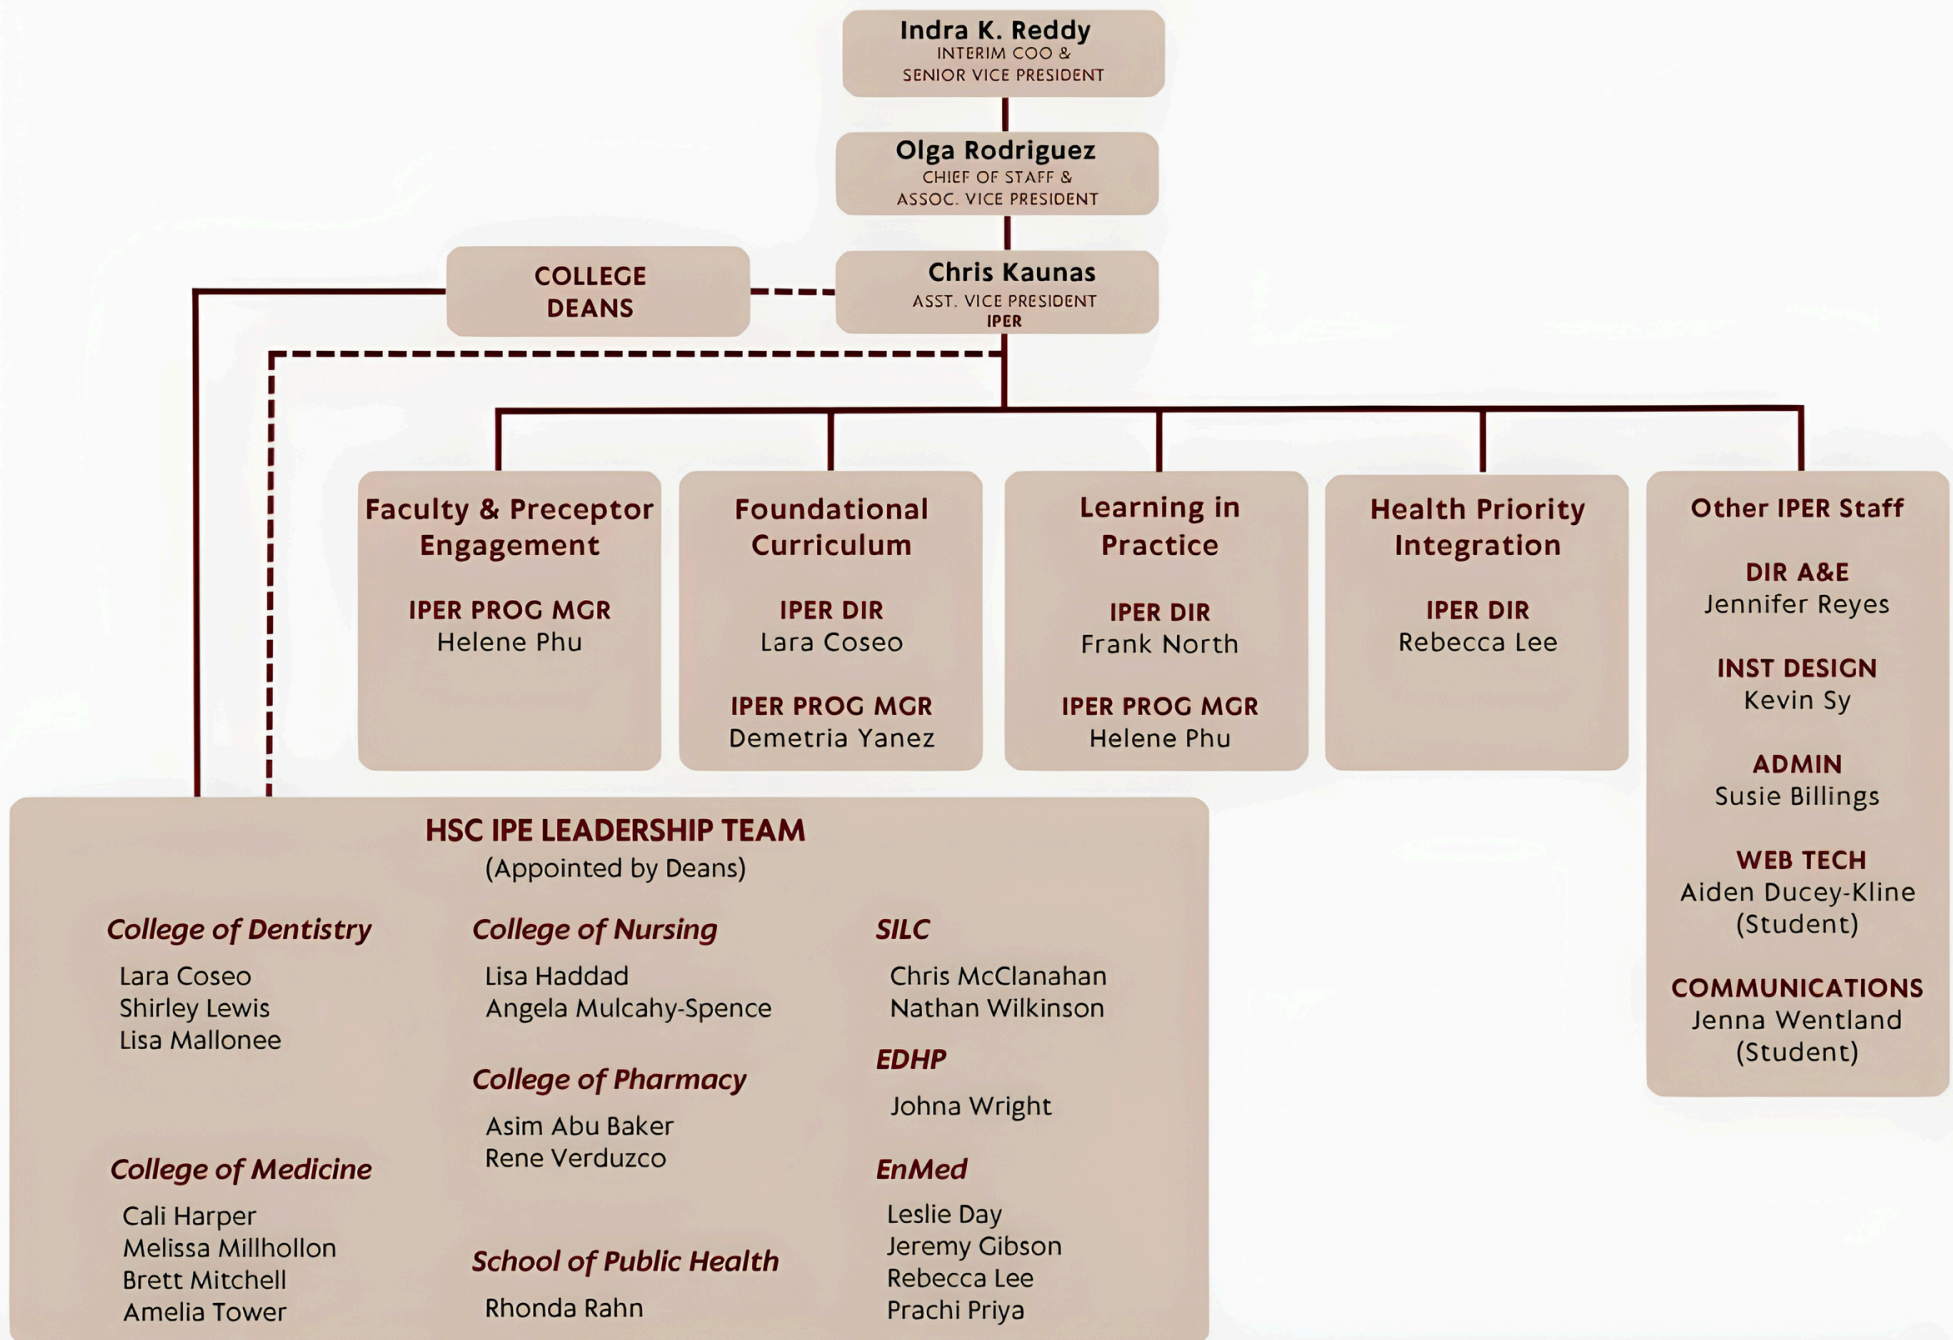 Indra K. Reddy
INTERIM COO &
SENIOR VICE PRESIDENT
Olga Rodriguez
CHIEF OF STAFF &
ASSOC. VICE PRESIDENT
COLLEGE
DEANS
Chris Kaunas
ASST. VICE PRESIDENT
IPER
Faculty & Preceptor
Engagement
IPER PROG MGR
Helene Phu
Foundational
Curriculum
IPER DIR
Lara Coseo
IPER PROG MGR
Demetria Yanez
Learning in
Practice
IPER DIR
Frank North
IPER PROG MGR
Helene Phu
Health Priority
Integration
IPER DIR
Rebecca Lee
Other IPER Staff
DIR A&E
Jennifer Reyes
INST DESIGN
Kevin Sy
ADMIN
Susie Billings
WEB TECH
Aiden Ducey-Kline
(Student)
COMMUNICATIONS
Jenna Wentland
(Student)
HSC IPE LEADERSHIP TEAM
(Appointed by Deans)
College of Dentistry
Lara Coseo
Shirley Lewis
Lisa Mallonee
College of Medicine
Cali Harper
Melissa Millhollon
Brett Mitchell
Amelia Tower
College of Nursing
Lisa Haddad
Angela Mulcahy-Spence
College of Pharmacy
Asim Abu Baker
Rene Verduzco
School of Public Health
Rhonda Rahn
SILC
Chris McClanahan
Nathan Wilkinson
EDHP
Johna Wright
EnMed
Leslie Day
Jeremy Gibson
Rebecca Lee
Prachi Priya